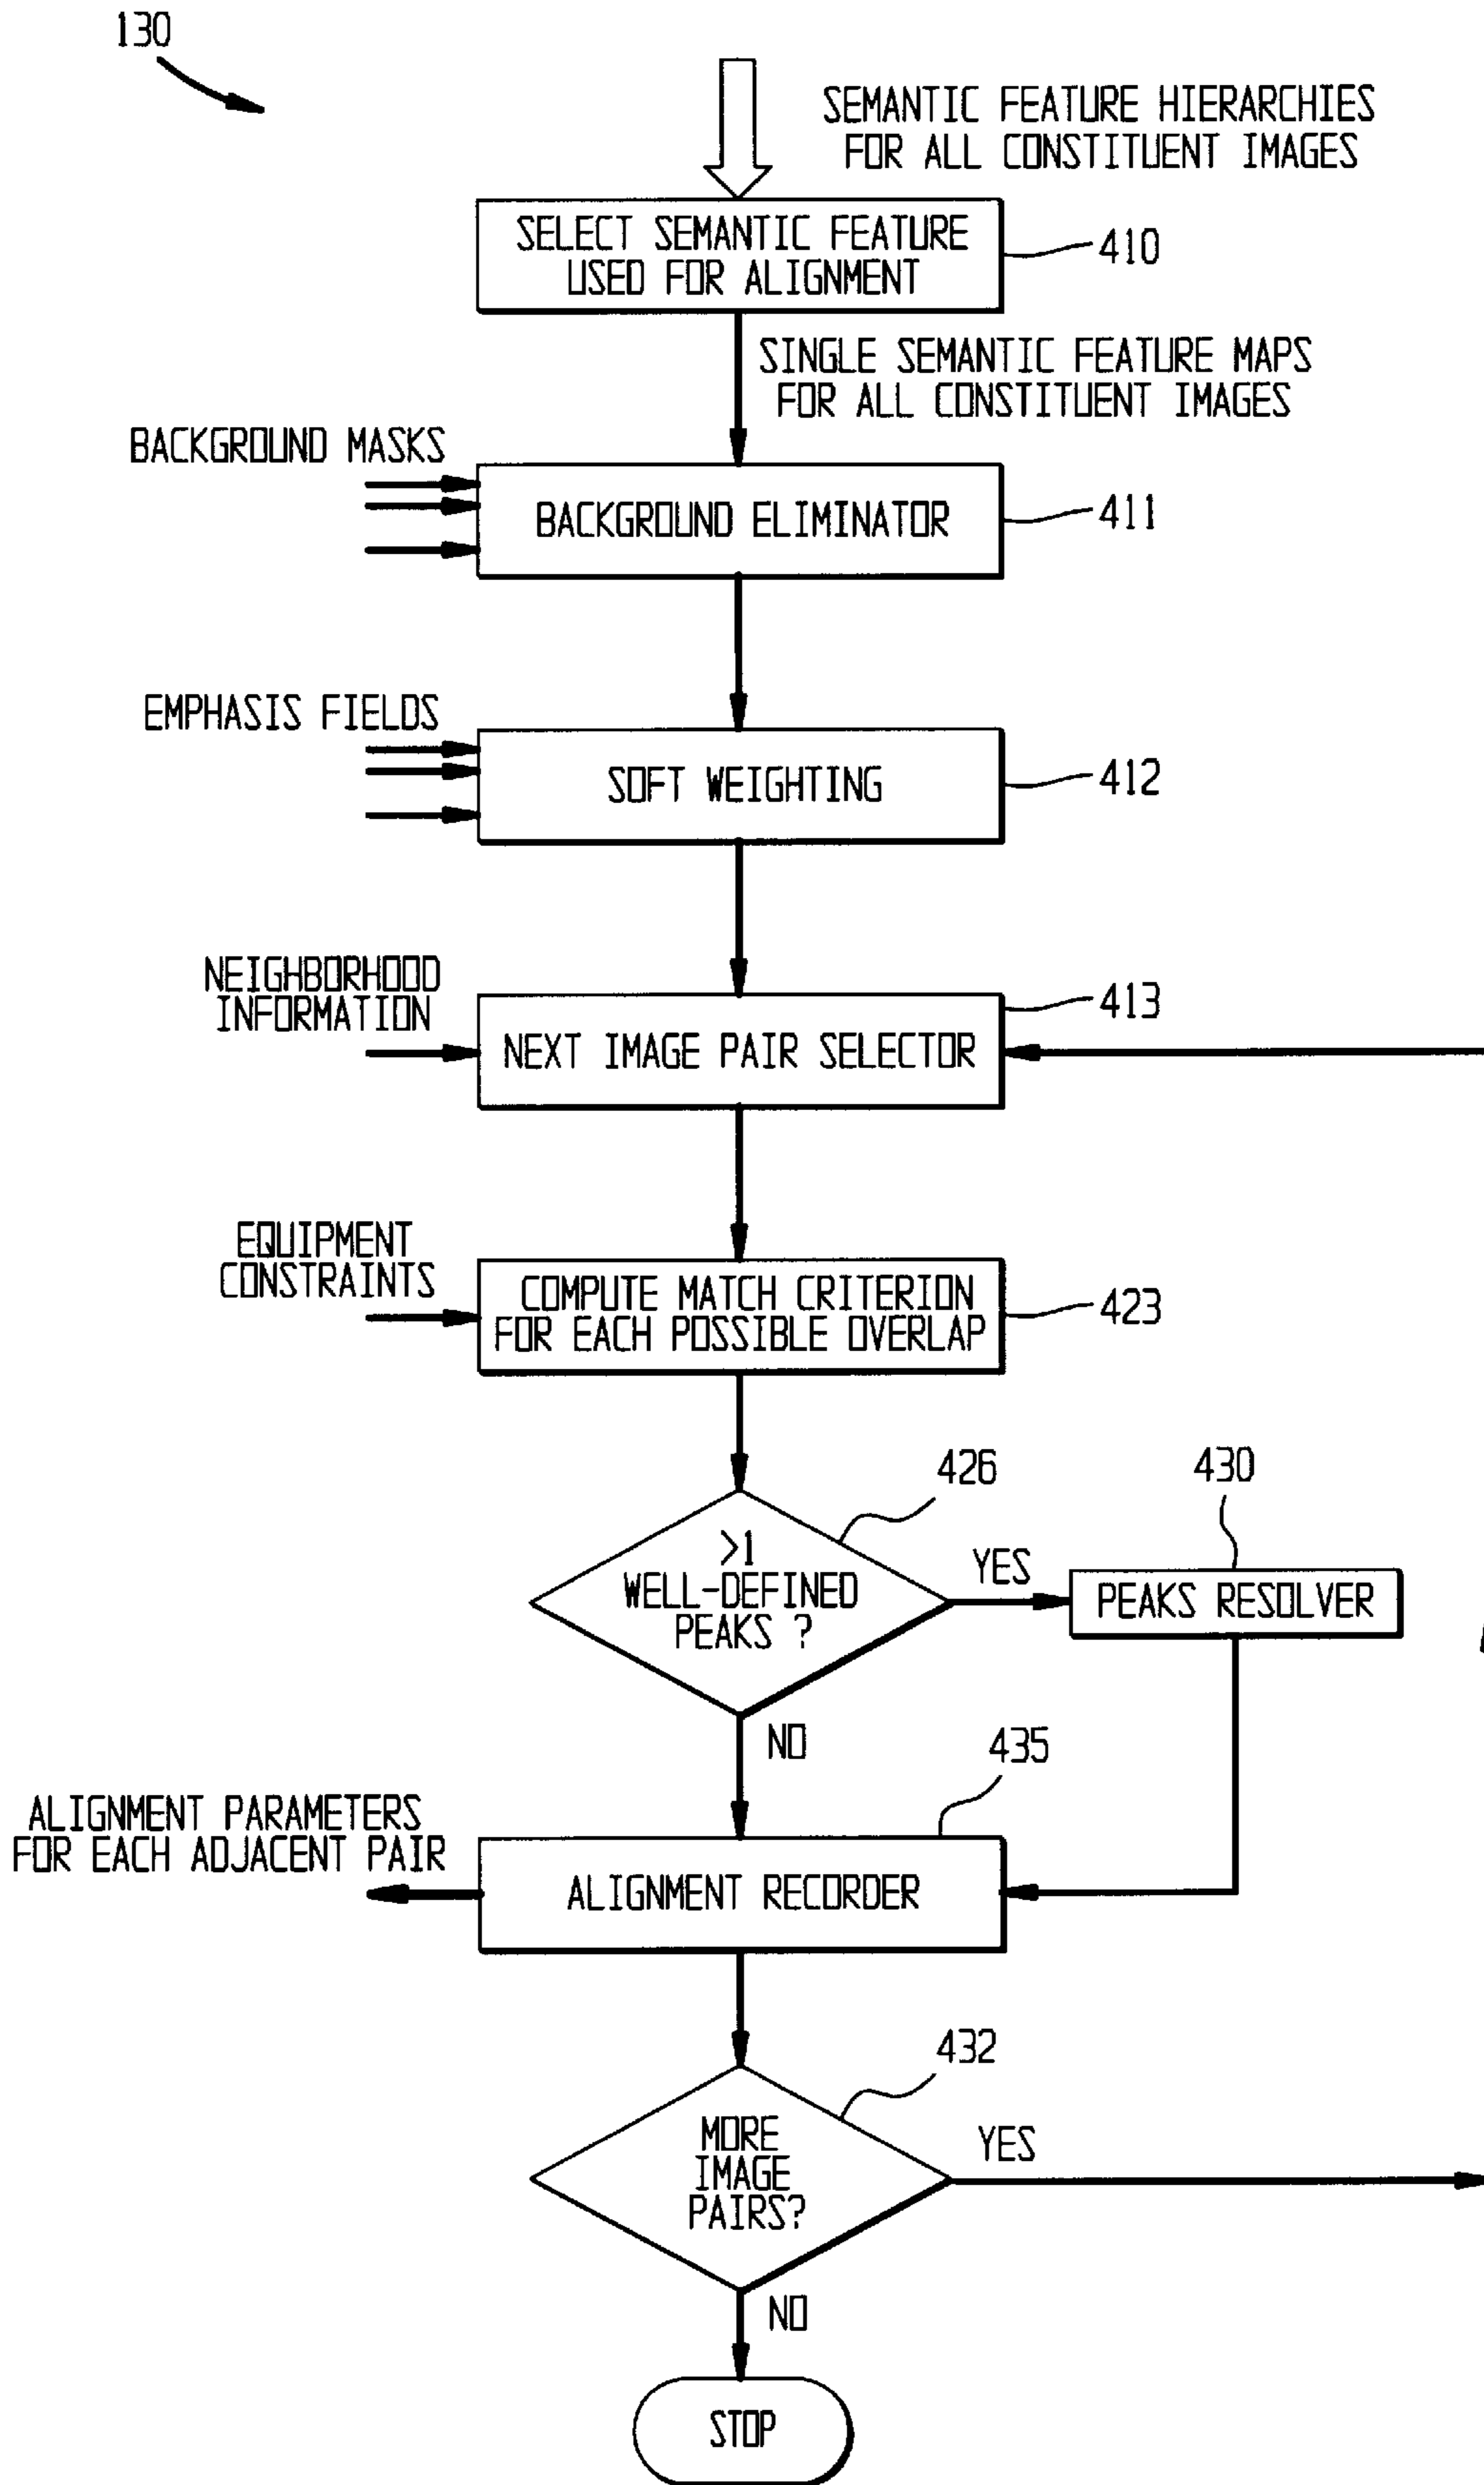 130
SEMANTIC FEATURE HIERARCHIES
FOR ALL CONSTITUENT IMAGES
SELECT SEMANTIC FEATURE
USED FOR ALIGNMENT
410
SINGLE SEMANTIC FEATURE MAPS
FOR ALL CONSTITUENT IMAGES
BACKGROUND MASKS
BACKGROUND ELIMINATOR
411
EMPHASIS FIELDS
SOFT WEIGHTING
412
NEIGHBORHOOD
INFORMATION
NEXT IMAGE PAIR SELECTOR
413
EQUIPMENT
CONSTRAINTS
COMPUTE MATCH CRITERION
FOR EACH POSSIBLE OVERLAP
423
426
430
>1
WELL-DEFINED
PEAKS ?
YES
PEAKS RESOLVER
NO
435
ALIGNMENT PARAMETERS
FOR EACH ADJACENT PAIR
ALIGNMENT RECORDER
432
MORE
IMAGE
PAIRS?
YES
NO
STOP